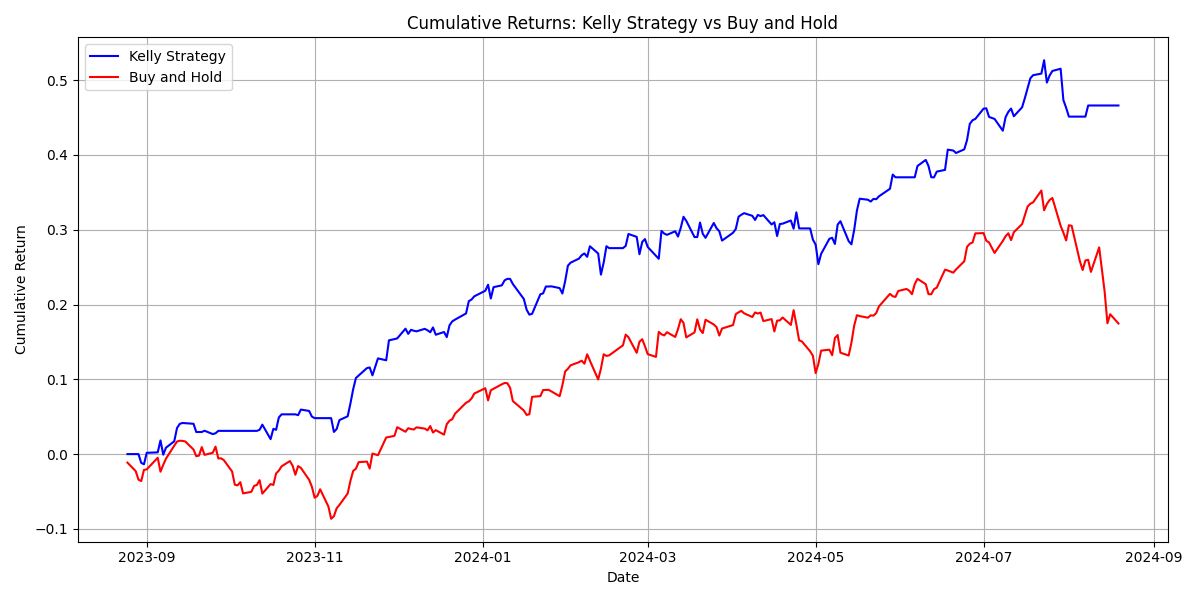 Cumulative Returns: Kelly Strategy vs Buy and Hold
Kelly Strategy
Buy and Hold
Cumulative Return
0.5
0.4
0.3
0.2
0.1
0.0
−0.1
2023-09
2023-11
2024-01
2024-03
2024-05
2024-07
2024-09
Date